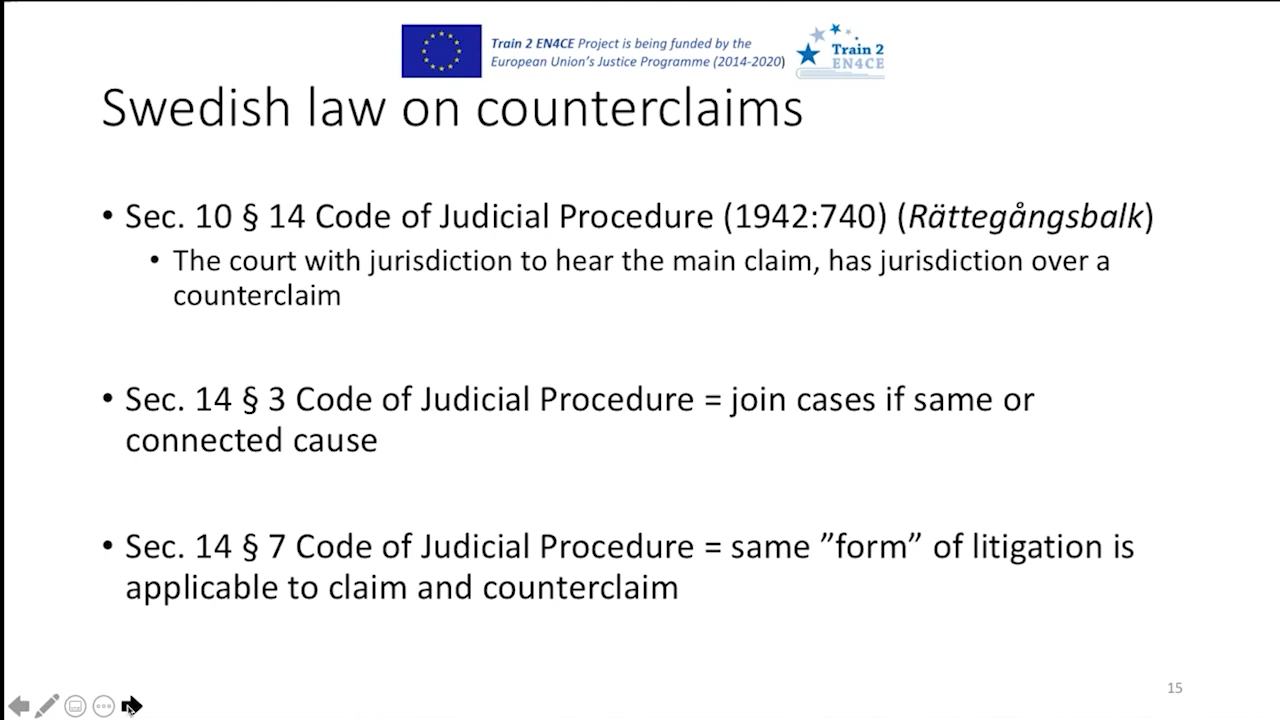 Train 2 EN4CE Project is being funded by the
European Union's Justice Programme (2014-2020)
Train 2
EN4CE
Swedish law on counterclaims
• Sec. 10 § 14 Code of Judicial Procedure (1942:740) (Rättegångsbalk)
• The court with jurisdiction to hear the main claim, has jurisdiction over a
counterclaim
• Sec. 14 § 3 Code of Judicial Procedure = join cases if same or
connected cause
• Sec. 14 § 7 Code of Judicial Procedure = same ”form” of litigation is
applicable to claim and counterclaim
15